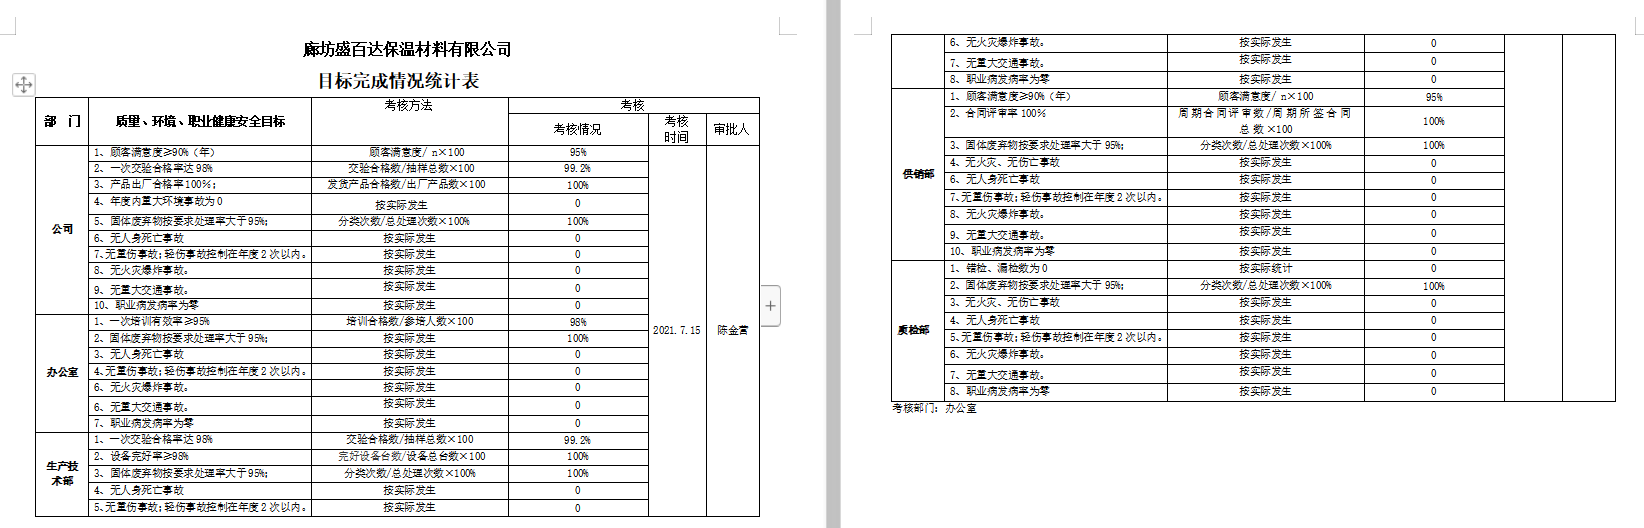 廊坊盛百达保温材料有限公司
目标完成情况统计表
部 门 质量、环境、职业健康安全目标 考核方法 考核
考核情况 考核时间 审批人
公司
1、顾客满意度≥90%（年） 顾客满意度/ n×100 95%
2、一次交验合格率达 98% 交验合格数/抽样总数×100 99.2%
3、产品出厂合格率 100%； 发货产品合格数/出厂产品数×100 100%
4、年度内重大环境事故为 0 按实际发生 0
5、固体废弃物按要求处理率大于 95%； 分类次数/总处理次数×100% 100%
6、无人身死亡事故 按实际发生 0
7、无重伤事故；轻伤事故控制在年度 2 次以内。 按实际发生 0
8、无火灾爆炸事故。 按实际发生 0
9、无重大交通事故。 按实际发生 0
10、职业病发病率为零 按实际发生 0
2021.7.15 陈金营
办公室
1、一次培训有效率≥95% 培训合格数/参培人数×100 98%
2、固体废弃物按要求处理率大于 95%； 按实际发生 100%
3、无人身死亡事故 按实际发生 0
4、无重伤事故；轻伤事故控制在年度 2 次以内。 按实际发生 0
6、无火灾爆炸事故。 按实际发生 0
6、无重大交通事故。 按实际发生 0
7、职业病发病率为零 按实际发生 0
生产技术部
1、一次交验合格率达 98% 交验合格数/抽样总数×100 99.2%
2、设备完好率≥98% 完好设备台数/设备总台数×100 100%
3、固体废弃物按要求处理率大于 95%； 分类次数/总处理次数×100% 100%
4、无人身死亡事故 按实际发生 0
5、无重伤事故；轻伤事故控制在年度 2 次以内。 按实际发生 0
6、无火灾爆炸事故。 按实际发生 0
7、无重大交通事故。 按实际发生 0
8、职业病发病率为零 按实际发生 0
供销部
1、顾客满意度≥90%（年） 顾客满意度/ n×100 95%
2、合同评审率 100% 周期合同评审数/周期所签合同总数×100 100%
3、固体废弃物按要求处理率大于 95%； 分类次数/总处理次数×100% 100%
4、无火灾、无伤亡事故 按实际发生 0
6、无人身死亡事故 按实际发生 0
7、无重伤事故；轻伤事故控制在年度 2 次以内。 按实际发生 0
8、无火灾爆炸事故。 按实际发生 0
9、无重大交通事故。 按实际发生 0
10、职业病发病率为零 按实际发生 0
质检部
1、错检、漏检数为 0 按实际统计 0
2、固体废弃物按要求处理率大于 95%； 分类次数/总处理次数×100% 100%
3、无火灾、无伤亡事故 按实际发生 0
4、无人身死亡事故 按实际发生 0
5、无重伤事故；轻伤事故控制在年度 2 次以内。 按实际发生 0
6、无火灾爆炸事故。 按实际发生 0
7、无重大交通事故。 按实际发生 0
8、职业病发病率为零 按实际发生 0
考核部门：办公室